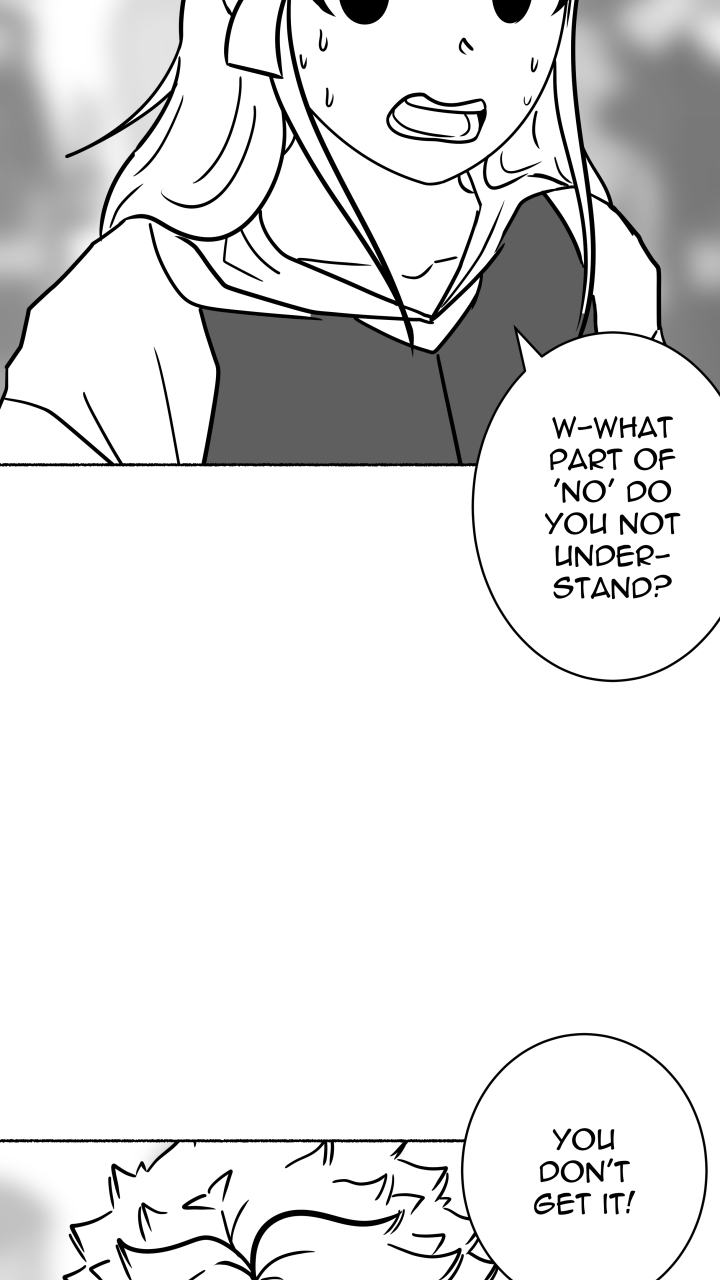 W-WHAT
PART OF
'NO' DO
YOU NOT
UNDER-
STAND?
YOU
DON'T
GET IT!